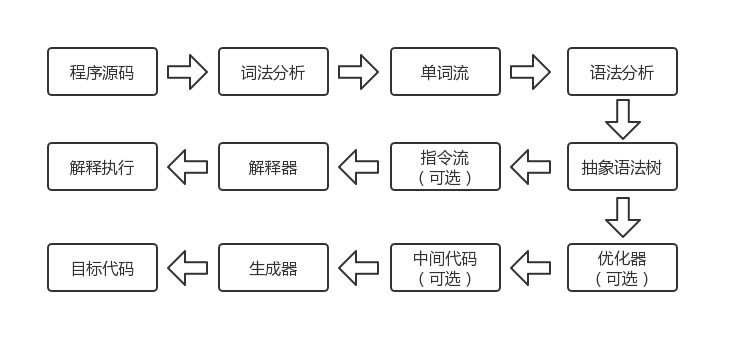 程序源码
词法分析
单词流
语法分析
解释执行
解释器
指令流
（可选）
抽象语法树
目标代码
生成器
中间代码
（可选）
优化器
（可选）